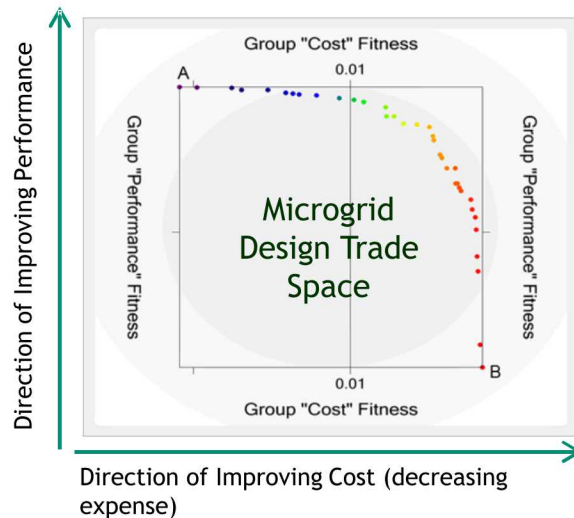 Group "Cost" Fitness
A
0.01
Direction of Improving Performance
Group "Performance" Fitness
Microgrid
Design Trade
Space
Group "Performance" Fitness
B
0.01
Group "Cost" Fitness
Direction of Improving Cost (decreasing
expense)